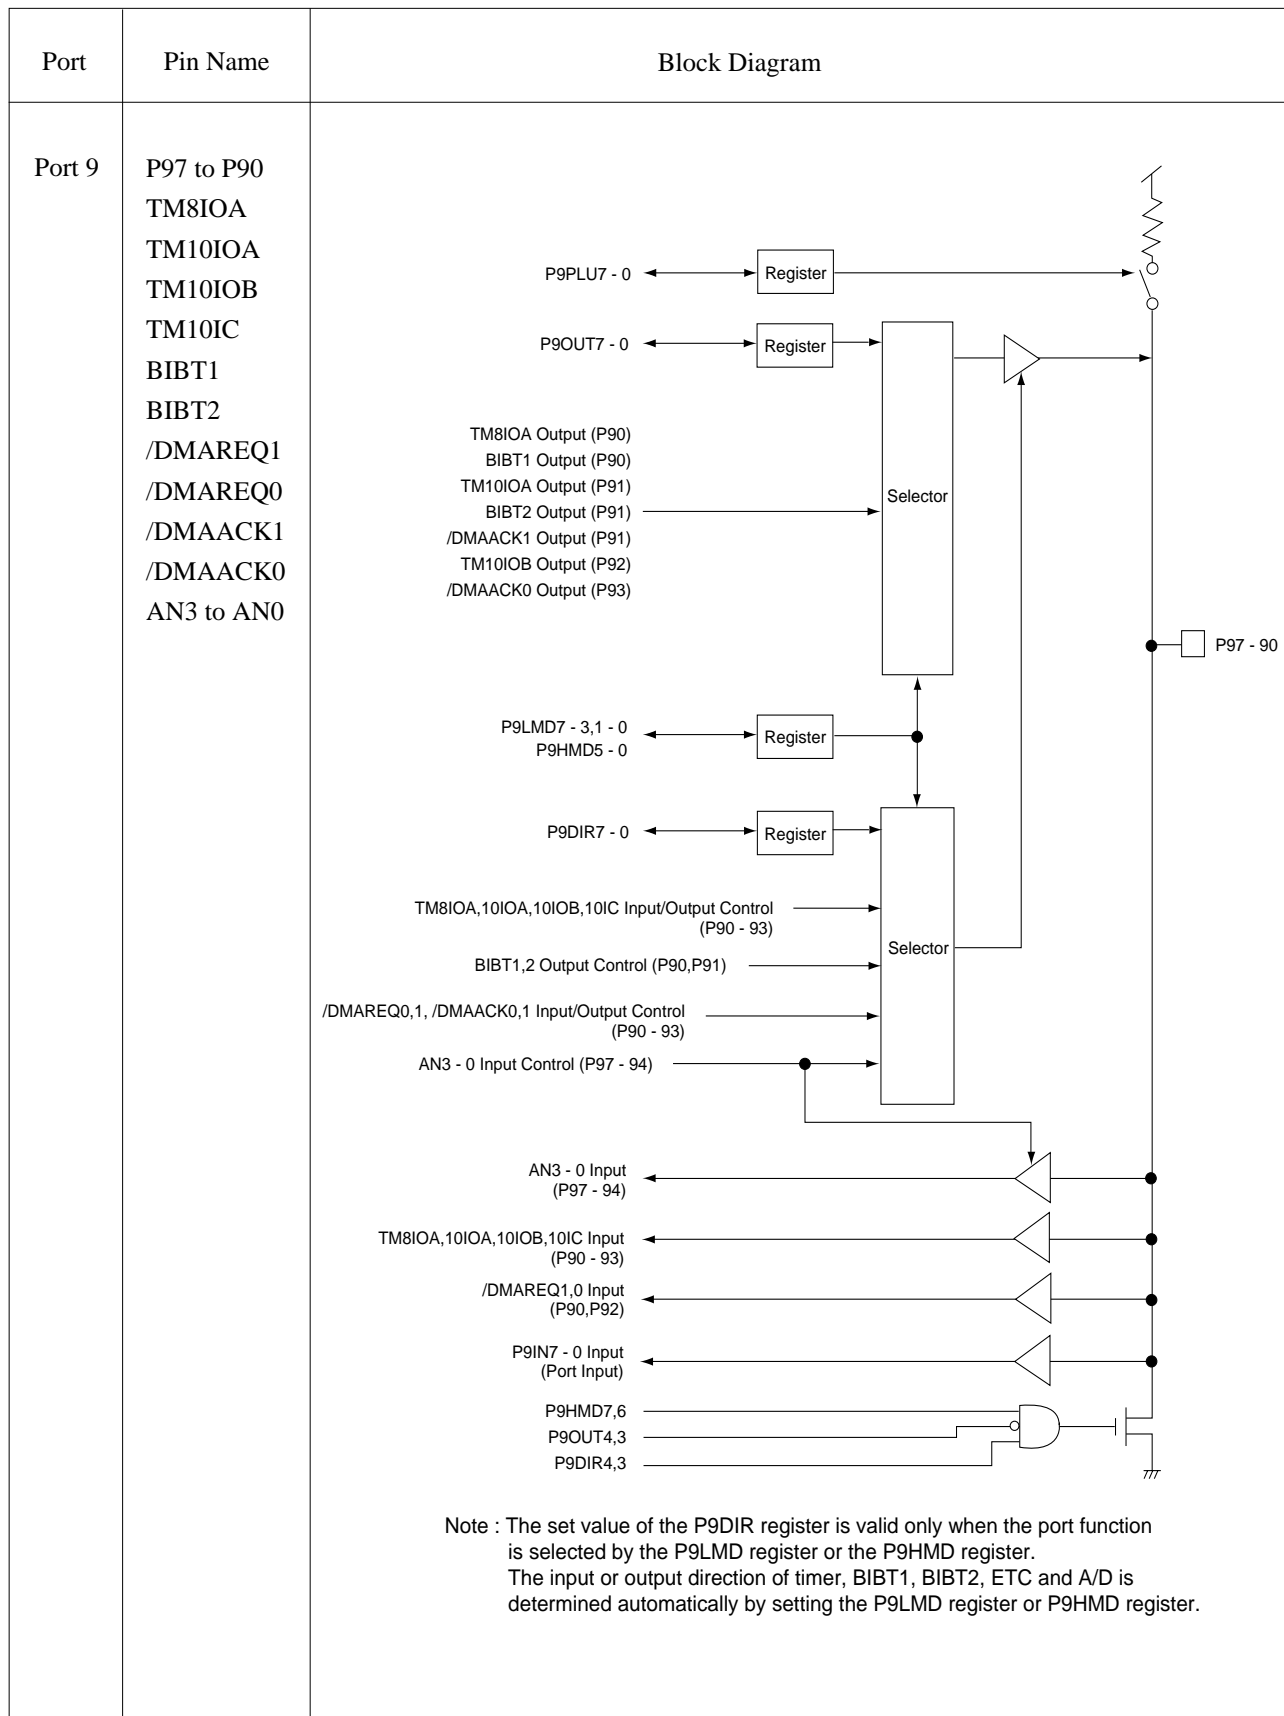 Port
Pin Name
Block Diagram
Port 9
P97 to P90
TM8IOA
TM10IOA
TM10IOB
TM10IC
BIBT1
BIBT2
/DMAREQ1
/DMAREQ0
/DMAACK1
/DMAACK0
AN3 to AN0
P9PLU7 - 0
Register
P9OUT7 - 0
Register
TM8IOA Output (P90)
BIBT1 Output (P90)
TM10IOA Output (P91)
BIBT2 Output (P91)
/DMAACK1 Output (P91)
TM10IOB Output (P92)
/DMAACK0 Output (P93)
Selector
P97 - 90
P9LMD7 - 3,1 - 0
P9HMD5 - 0
Register
P9DIR7 - 0
Register
TM8IOA,10IOA,10IOB,10IC Input/Output Control
(P90 - 93)
BIBT1,2 Output Control (P90,P91)
Selector
/DMAREQ0,1, /DMAACK0,1 Input/Output Control
(P90 - 93)
AN3 - 0 Input Control (P97 - 94)
AN3 - 0 Input
(P97 - 94)
TM8IOA,10IOA,10IOB,10IC Input
(P90 - 93)
/DMAREQ1,0 Input
(P90,P92)
P9IN7 - 0 Input
(Port Input)
P9HMD7,6
P9OUT4,3
P9DIR4,3
Note : The set value of the P9DIR register is valid only when the port function
is selected by the P9LMD register or the P9HMD register.
The input or output direction of timer, BIBT1, BIBT2, ETC and A/D is
determined automatically by setting the P9LMD register or P9HMD register.